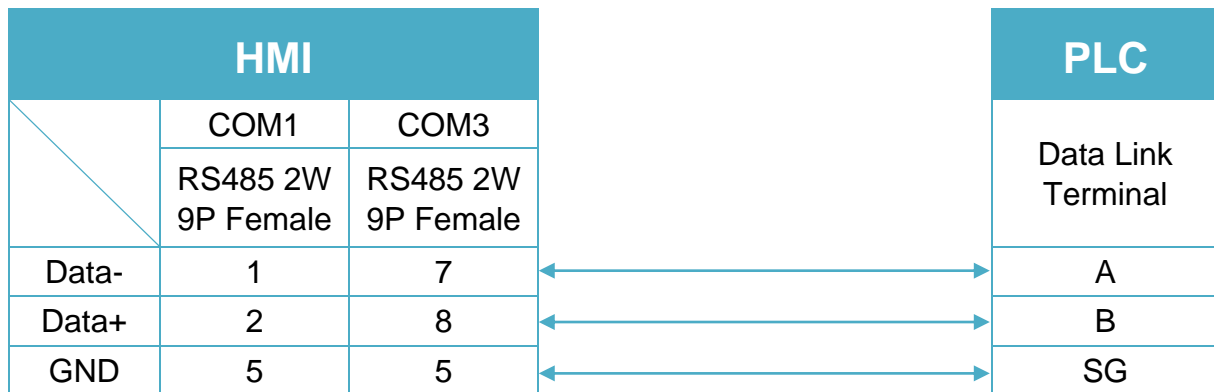 HMI PLC
COM1 COM3
Data Link
Terminal
RS485 2W RS485 2W
9P Female 9P Female
Data- 1 7 A
Data+ 2 8 B
GND 5 5 SG